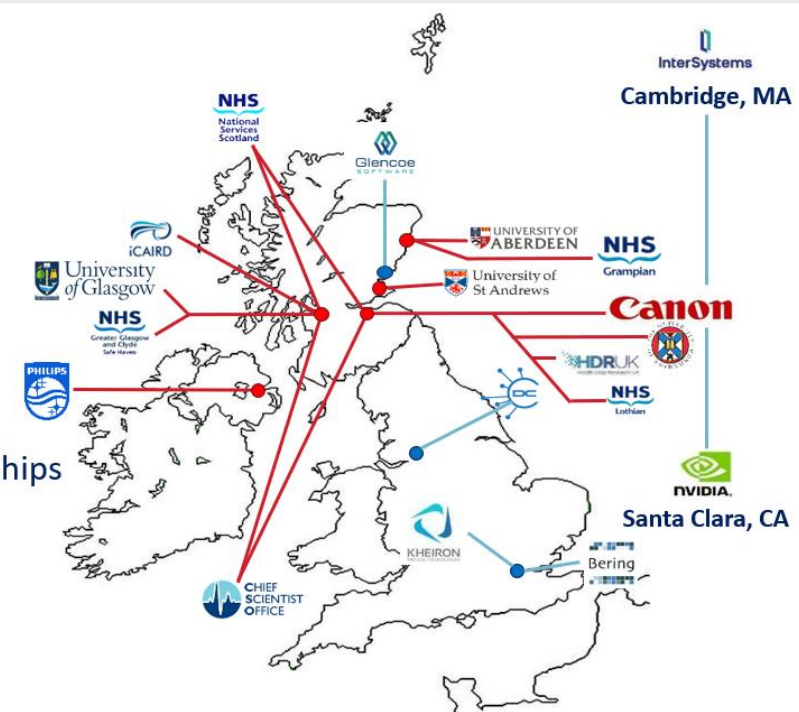 InterSystems
Cambridge, MA
NHS
National
Services
Scotland
Glencoe
SOFTWARE
iCAIRD
UNIVERSITY OF
ABERDEEN
NHS
Grampian
University
of Glasgow
University of
St Andrews
NHS
Greater Glasgow
and Clyde
Safe Haven
Canon
HDRUK
NHS
Lothian
PHILIPS
DC
hips
NVIDIA.
Santa Clara, CA
KHEIRON
Bering
CHIEF
SCIENTIST
OFFICE